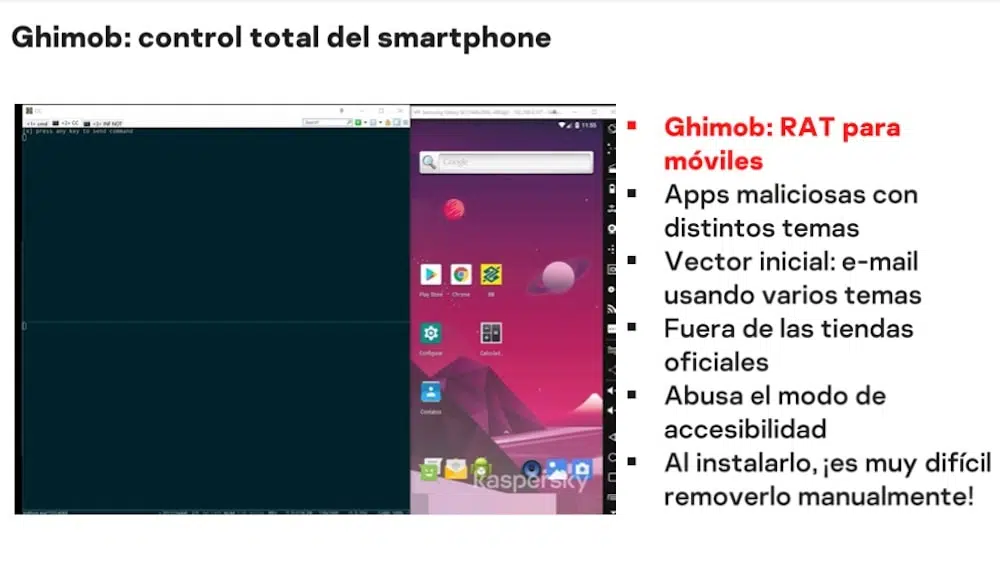 Ghimob: control total del smartphone
[x] press any key to send command
11:55
Google
Play Store Chrome BB
Configurar Calculad..
Contatos
kaspersky
Ghimob: RAT para
móviles
Apps maliciosas con
distintos temas
Vector inicial: e-mail
usando varios temas
Fuera de las tiendas
oficiales
Abusa el modo de
accesibilidad
Al instalarlo, ¡es muy difícil
removerlo manualmente!